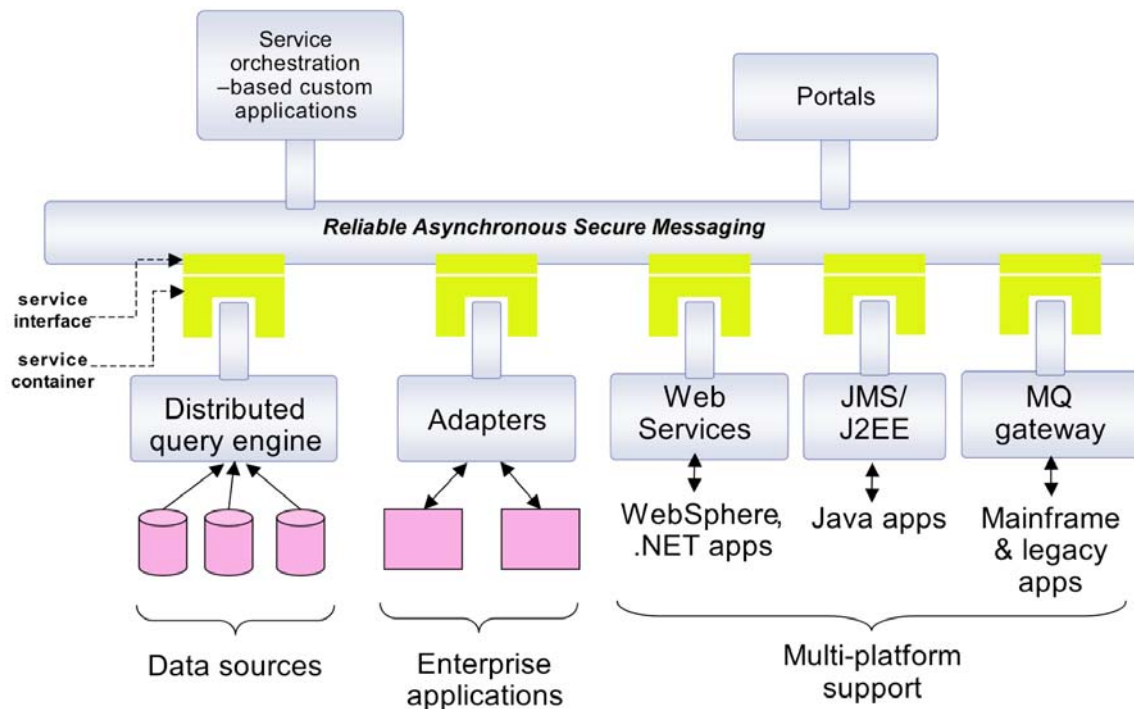 Service
orchestration
–based custom
applications
Portals
Reliable Asynchronous Secure Messaging
service
interface
service
container
Distributed
query engine
Adapters
Web
Services
JMS/
J2EE
MQ
gateway
WebSphere,
.NET apps
Java apps
Mainframe
& legacy
apps
Data sources
Enterprise
applications
Multi-platform
support